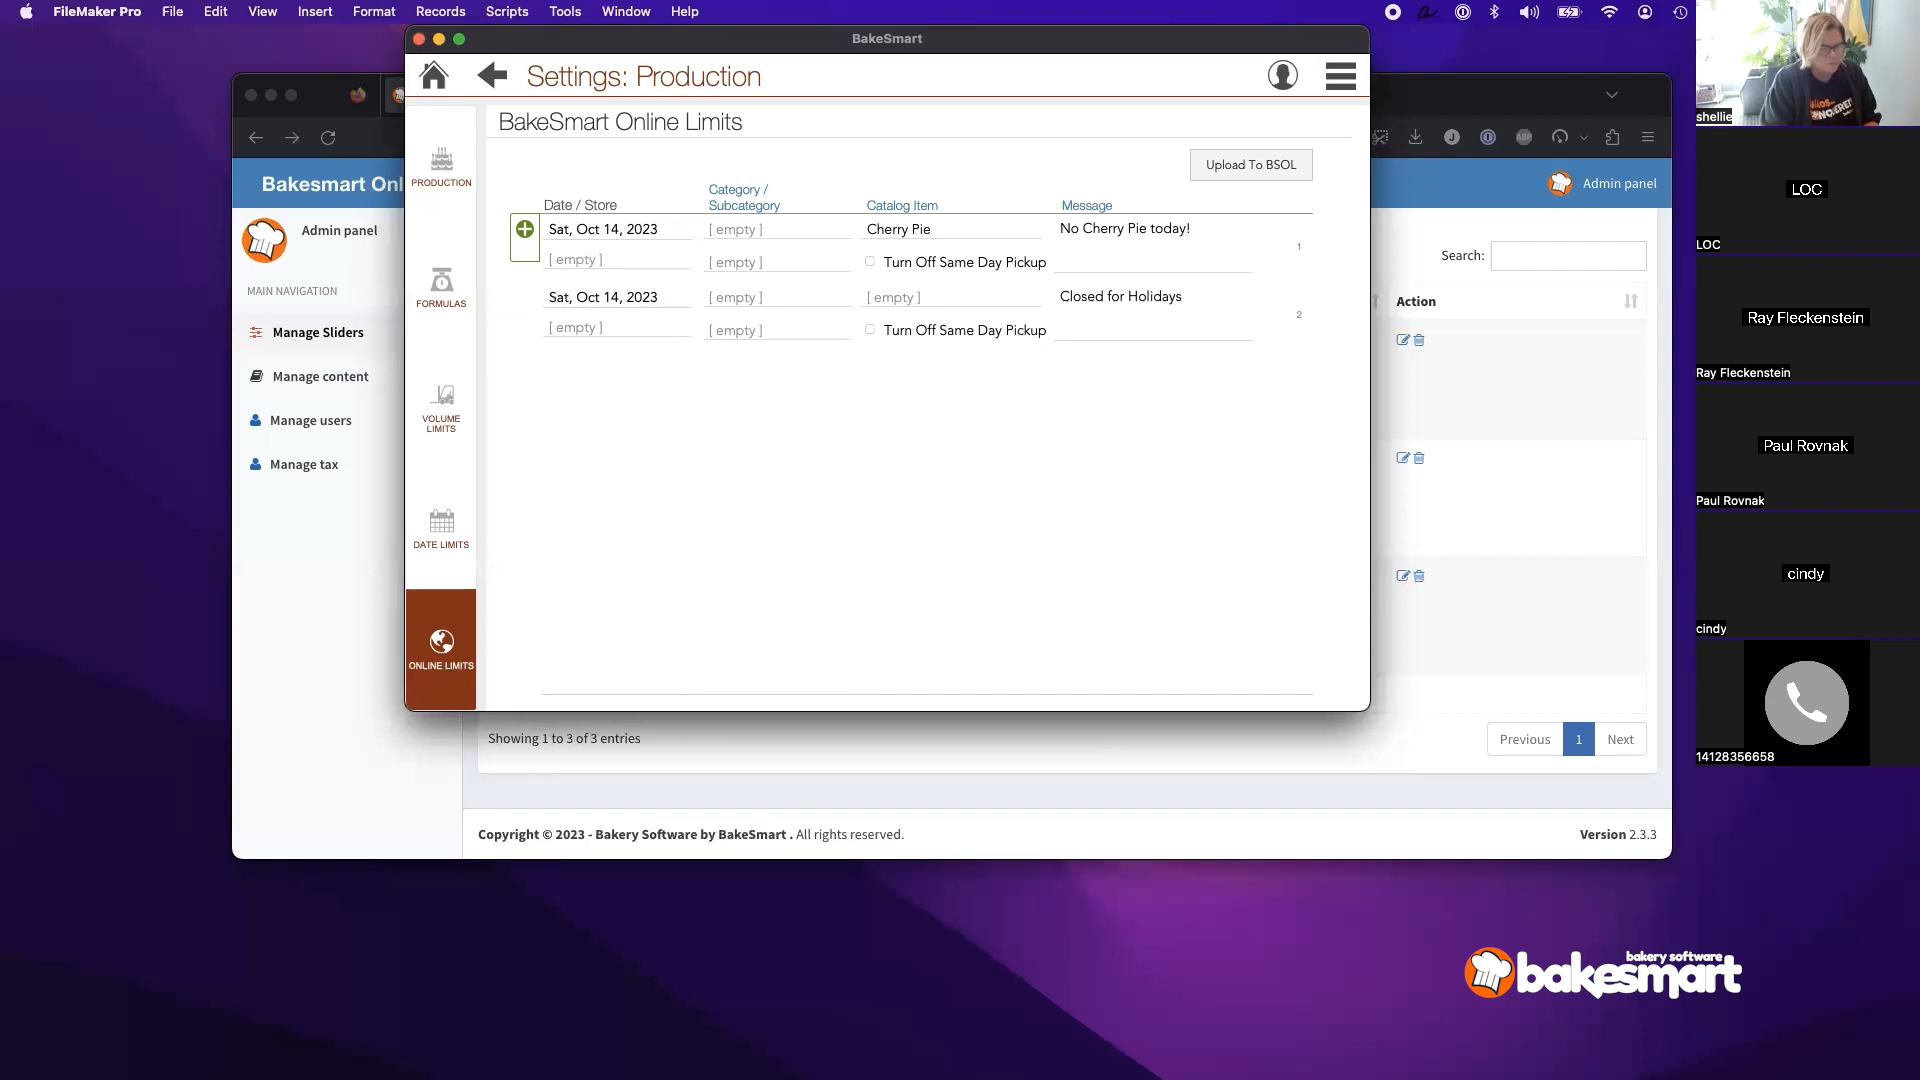 FileMaker Pro File Edit View Insert Format Records Scripts Tools Window Help
BakeSmart
Settings: Production
BakeSmart Online Limits
Upload To BSOL
Date / Store
Category /
Subcategory
Catalog Item
Message
Sat, Oct 14, 2023
[ empty ]
Cherry Pie
No Cherry Pie today!
1
[ empty ]
[ empty ]
Turn Off Same Day Pickup
Sat, Oct 14, 2023
[ empty ]
[ empty ]
Closed for Holidays
2
[ empty ]
[ empty ]
Turn Off Same Day Pickup
PRODUCTION
FORMULAS
VOLUME
LIMITS
DATE LIMITS
ONLINE LIMITS
Bakesmart Onl
Admin panel
MAIN NAVIGATION
Manage Sliders
Manage content
Manage users
Manage tax
ABP
Admin panel
Search:
Action
Showing 1 to 3 of 3 entries
Previous 1 Next
Copyright © 2023 - Bakery Software by BakeSmart . All rights reserved.
Version 2.3.3
bakery software
bakesmart
shellie
LOC
LOC
Ray Fleckenstein
Ray Fleckenstein
Paul Rovnak
Paul Rovnak
cindy
cindy
14128356658